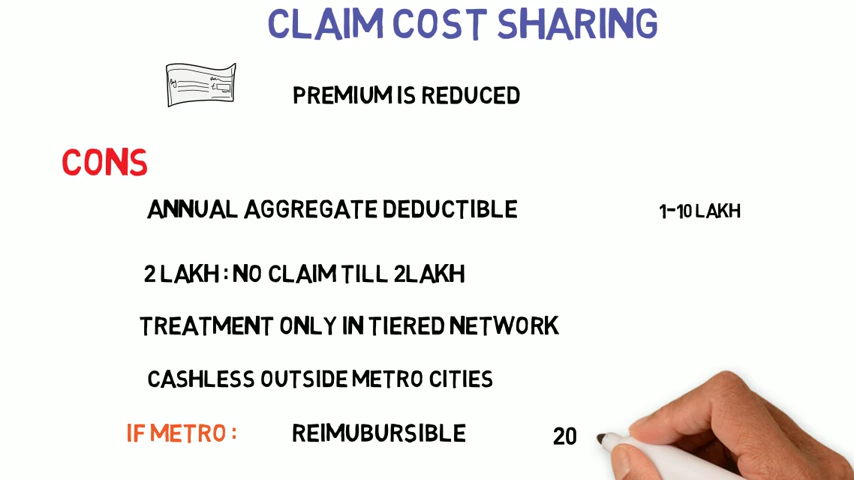 CLAIM COST SHARING
PREMIUM IS REDUCED
CONS
ANNUAL AGGREGATE DEDUCTIBLE 1-10 LAKH
2 LAKH : NO CLAIM TILL 2LAKH
TREATMENT ONLY IN TIERED NETWORK
CASHLESS OUTSIDE METRO CITIES
IF METRO : REIMUBURSIBLE 20